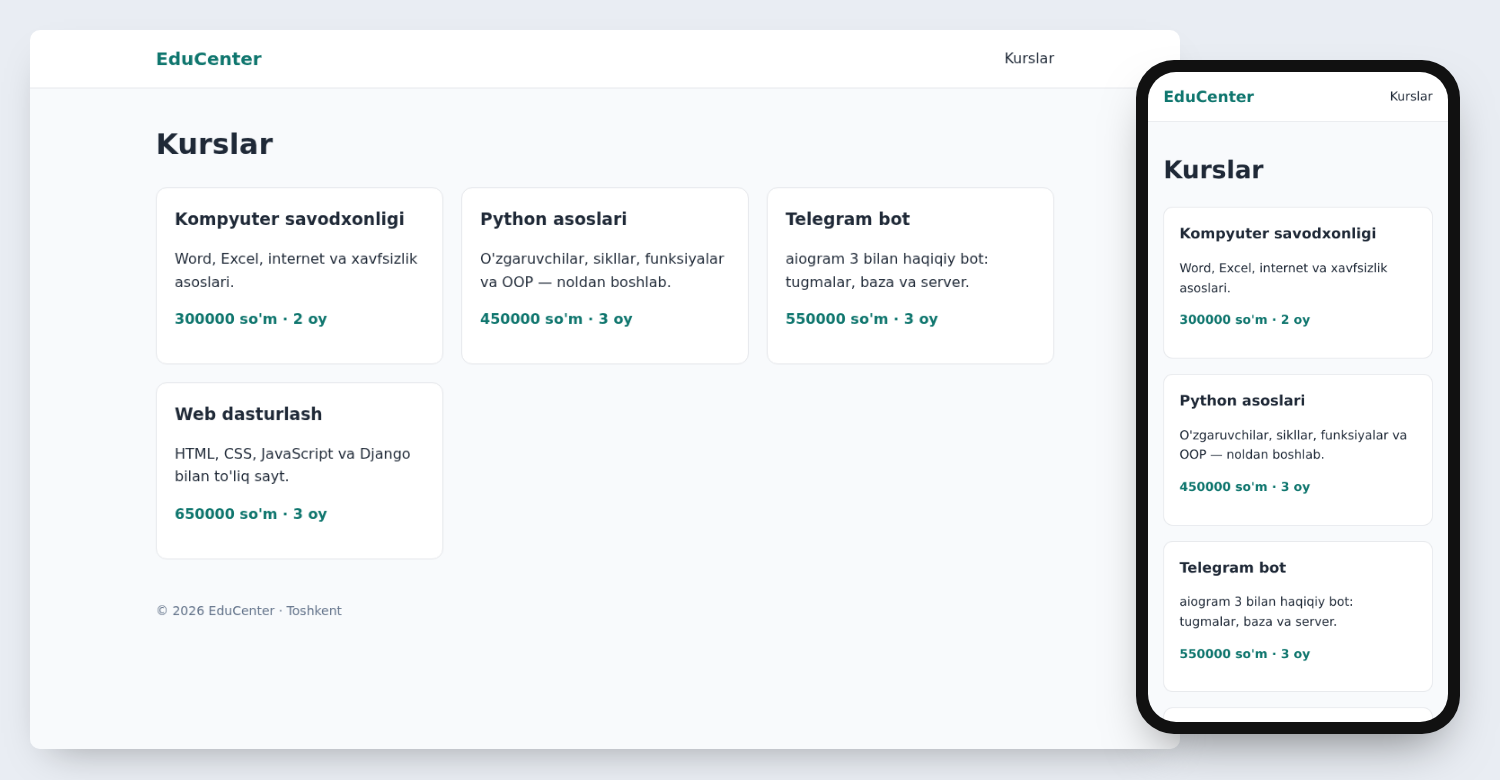 EduCenter
Kurslar
Kurslar
Kompyuter savodxonligi
Word, Excel, internet va xavfsizlik
asoslari.
300000 so'm · 2 oy
Python asoslari
O'zgaruvchilar, sikllar, funksiyalar
va OOP — noldan boshlab.
450000 so'm · 3 oy
Telegram bot
aiogram 3 bilan haqiqiy bot:
tugmalar, baza va server.
550000 so'm · 3 oy
Web dasturlash
HTML, CSS, JavaScript va Django
bilan to'liq sayt.
650000 so'm · 3 oy
© 2026 EduCenter · Toshkent
EduCenter
Kurslar
Kurslar
Kompyuter savodxonligi
Word, Excel, internet va xavfsizlik
asoslari.
300000 so'm · 2 oy
Python asoslari
O'zgaruvchilar, sikllar, funksiyalar va
OOP — noldan boshlab.
450000 so'm · 3 oy
Telegram bot
aiogram 3 bilan haqiqiy bot:
tugmalar, baza va server.
550000 so'm · 3 oy